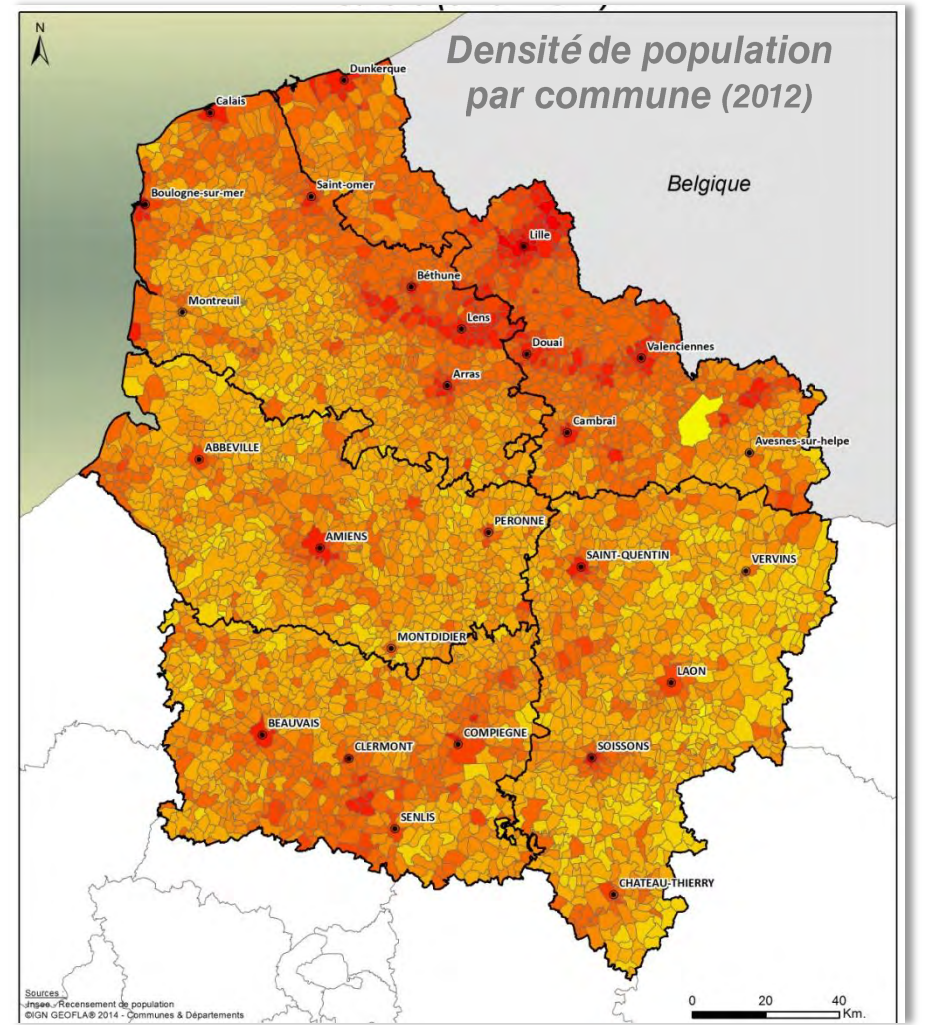 N
Densité de population
par commune (2012)
Dunkerque
Calais
Belgique
Boulogne-sur-mer
Saint-omer
Lille
Béthune
Montreuil
Lens
Douai
Valenciennes
Arras
Cambrai
Avesnes-sur-helpe
ABBEVILLE
PERONNE
AMIENS
SAINT-QUENTIN
VERVINS
MONTDIDIER
LAON
BEAUVAIS
COMPIEGNE
CLERMONT
SOISSONS
SENLIS
CHATEAU-THIERRY
Sources
Insee - Recensement de population
©IGN GEOFLA® 2014 - Communes & Départements
0 20 40
Km.